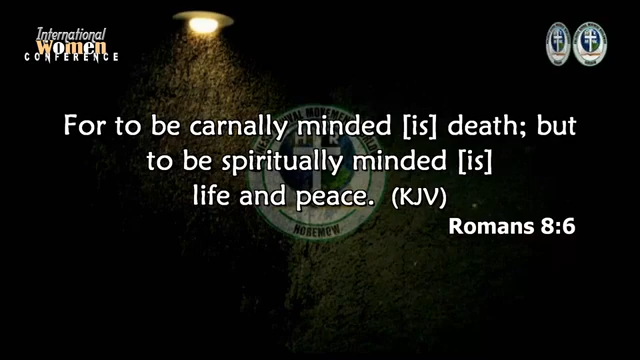 International
Women
CONFERENCE
For to be carnally minded [is] death; but
to be spiritually minded [is]
life and peace. (KJV)
Romans 8:6
HOREMOW